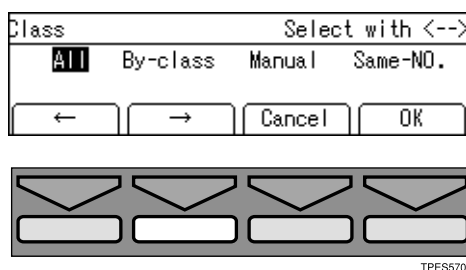 Class Select with <-->
All By-class Manual Same-NO.
← → Cancel OK
TPES570